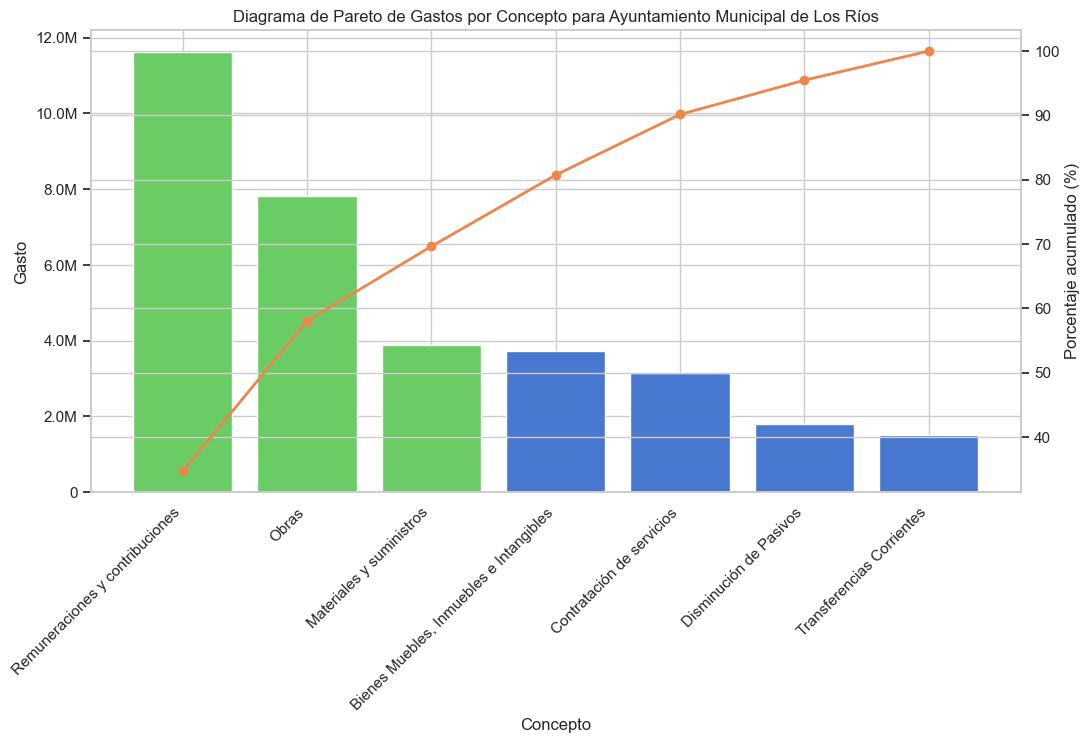 Diagrama de Pareto de Gastos por Concepto para Ayuntamiento Municipal de Los Ríos
12.0M
10.0M
8.0M
6.0M
4.0M
2.0M
0
Gasto
100
90
80
70
60
50
40
Porcentaje acumulado (%)
Remuneraciones y contribuciones
Obras
Materiales y suministros
Bienes Muebles, Inmuebles e Intangibles
Contratación de servicios
Disminución de Pasivos
Transferencias Corrientes
Concepto